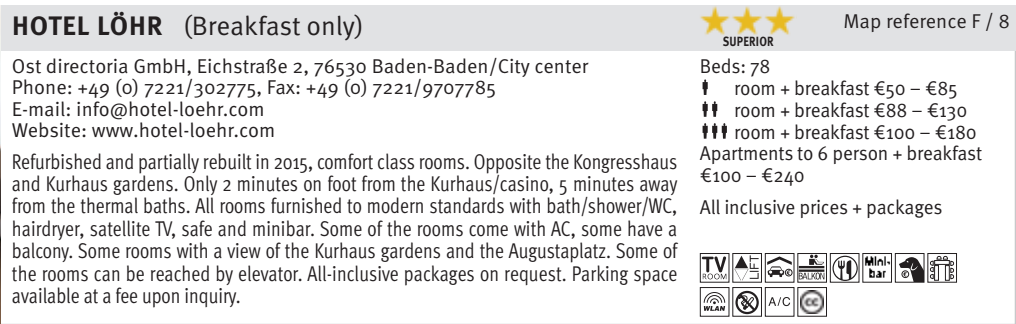 HOTEL LÖHR (Breakfast only)
SUPERIOR
Map reference F / 8
Ost directoria GmbH, Eichstraße 2, 76530 Baden-Baden/City center
Phone: +49 (0) 7221/302775, Fax: +49 (0) 7221/9707785
E-mail: info@hotel-loehr.com
Website: www.hotel-loehr.com
Refurbished and partially rebuilt in 2015, comfort class rooms. Opposite the Kongresshaus
and Kurhaus gardens. Only 2 minutes on foot from the Kurhaus/casino, 5 minutes away
from the thermal baths. All rooms furnished to modern standards with bath/shower/WC,
hairdryer, satellite TV, safe and minibar. Some of the rooms come with AC, some have a
balcony. Some rooms with a view of the Kurhaus gardens and the Augustaplatz. Some of
the rooms can be reached by elevator. All-inclusive packages on request. Parking space
available at a fee upon inquiry.
Beds: 78
room + breakfast €50 – €85
room + breakfast €88 – €130
room + breakfast €100 – €180
Apartments to 6 person + breakfast
€100 – €240
All inclusive prices + packages
TV ROOM LIFT € BALKON Mini-bar €
WLAN A/C CC